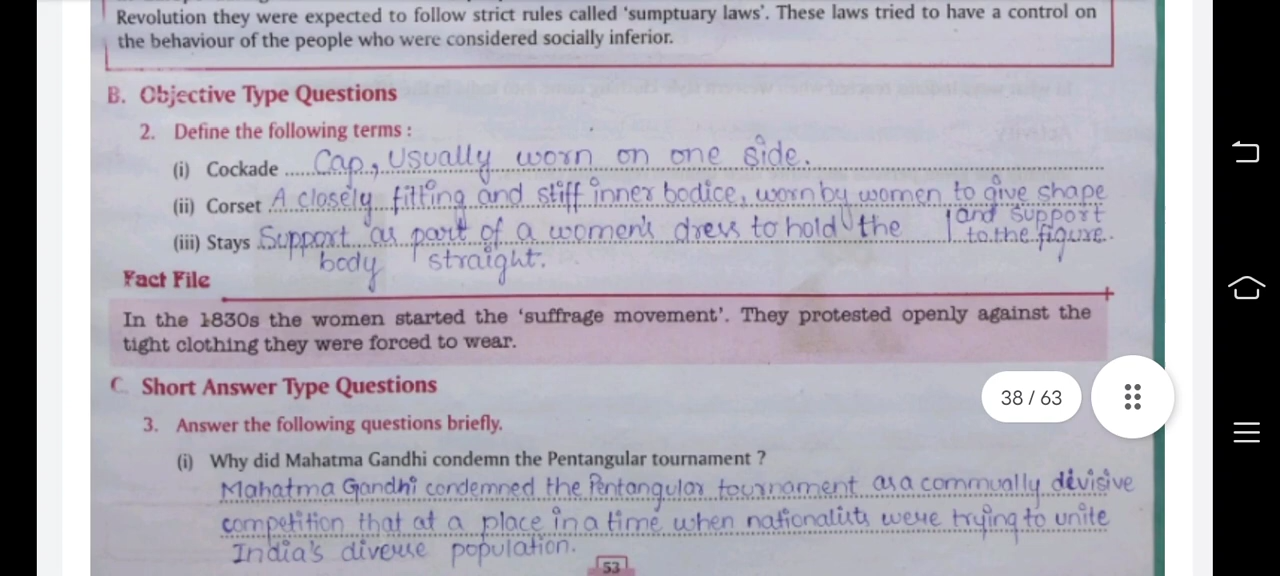 Revolution they were expected to follow strict rules called 'sumptuary laws'. These laws tried to have a control on
the behaviour of the people who were considered socially inferior.
B. Objective Type Questions
2. Define the following terms :
(i) Cockade Cap, Usually worn on one side.
(ii) Corset A closely fitting and stiff inner bodice, worn by women to give shape
and support
to the figure.
(iii) Stays Support as part of a women's dress to hold the
body straight.
Fact File
In the 1830s the women started the 'suffrage movement'. They protested openly against the
tight clothing they were forced to wear.
C. Short Answer Type Questions
38 / 63
3. Answer the following questions briefly.
(i) Why did Mahatma Gandhi condemn the Pentangular tournament ?
Mahatma Gandhi condemned the Pentangular tournament as a commually divisive
competition that at a place in a time when nationalists were trying to unite
India's diverse population.
53